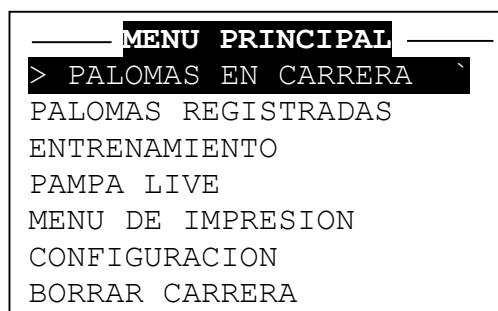 MENU PRINCIPAL
> PALOMAS EN CARRERA `
PALOMAS REGISTRADAS
ENTRENAMIENTO
PAMPA LIVE
MENU DE IMPRESION
CONFIGURACION
BORRAR CARRERA